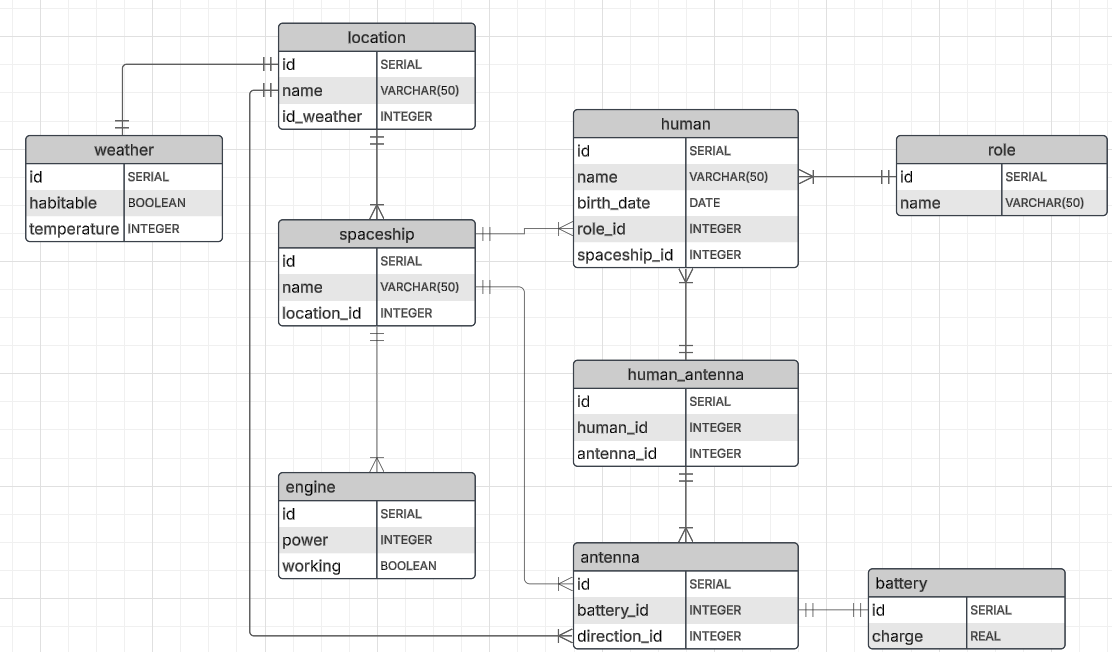 location
id SERIAL
name VARCHAR(50)
id_weather INTEGER
weather
id SERIAL
habitable BOOLEAN
temperature INTEGER
human
id SERIAL
name VARCHAR(50)
birth_date DATE
role_id INTEGER
spaceship_id INTEGER
role
id SERIAL
name VARCHAR(50)
spaceship
id SERIAL
name VARCHAR(50)
location_id INTEGER
human_antenna
id SERIAL
human_id INTEGER
antenna_id INTEGER
engine
id SERIAL
power INTEGER
working BOOLEAN
antenna
id SERIAL
battery_id INTEGER
direction_id INTEGER
battery
id SERIAL
charge REAL